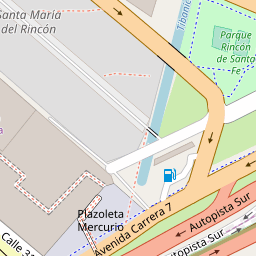 Santa María
del Rincón
Parque
Rincón
de Santa
Fe
Plazoleta
Mercurio
Avenida Carrera 7
Autopista Sur
Autopista Sur